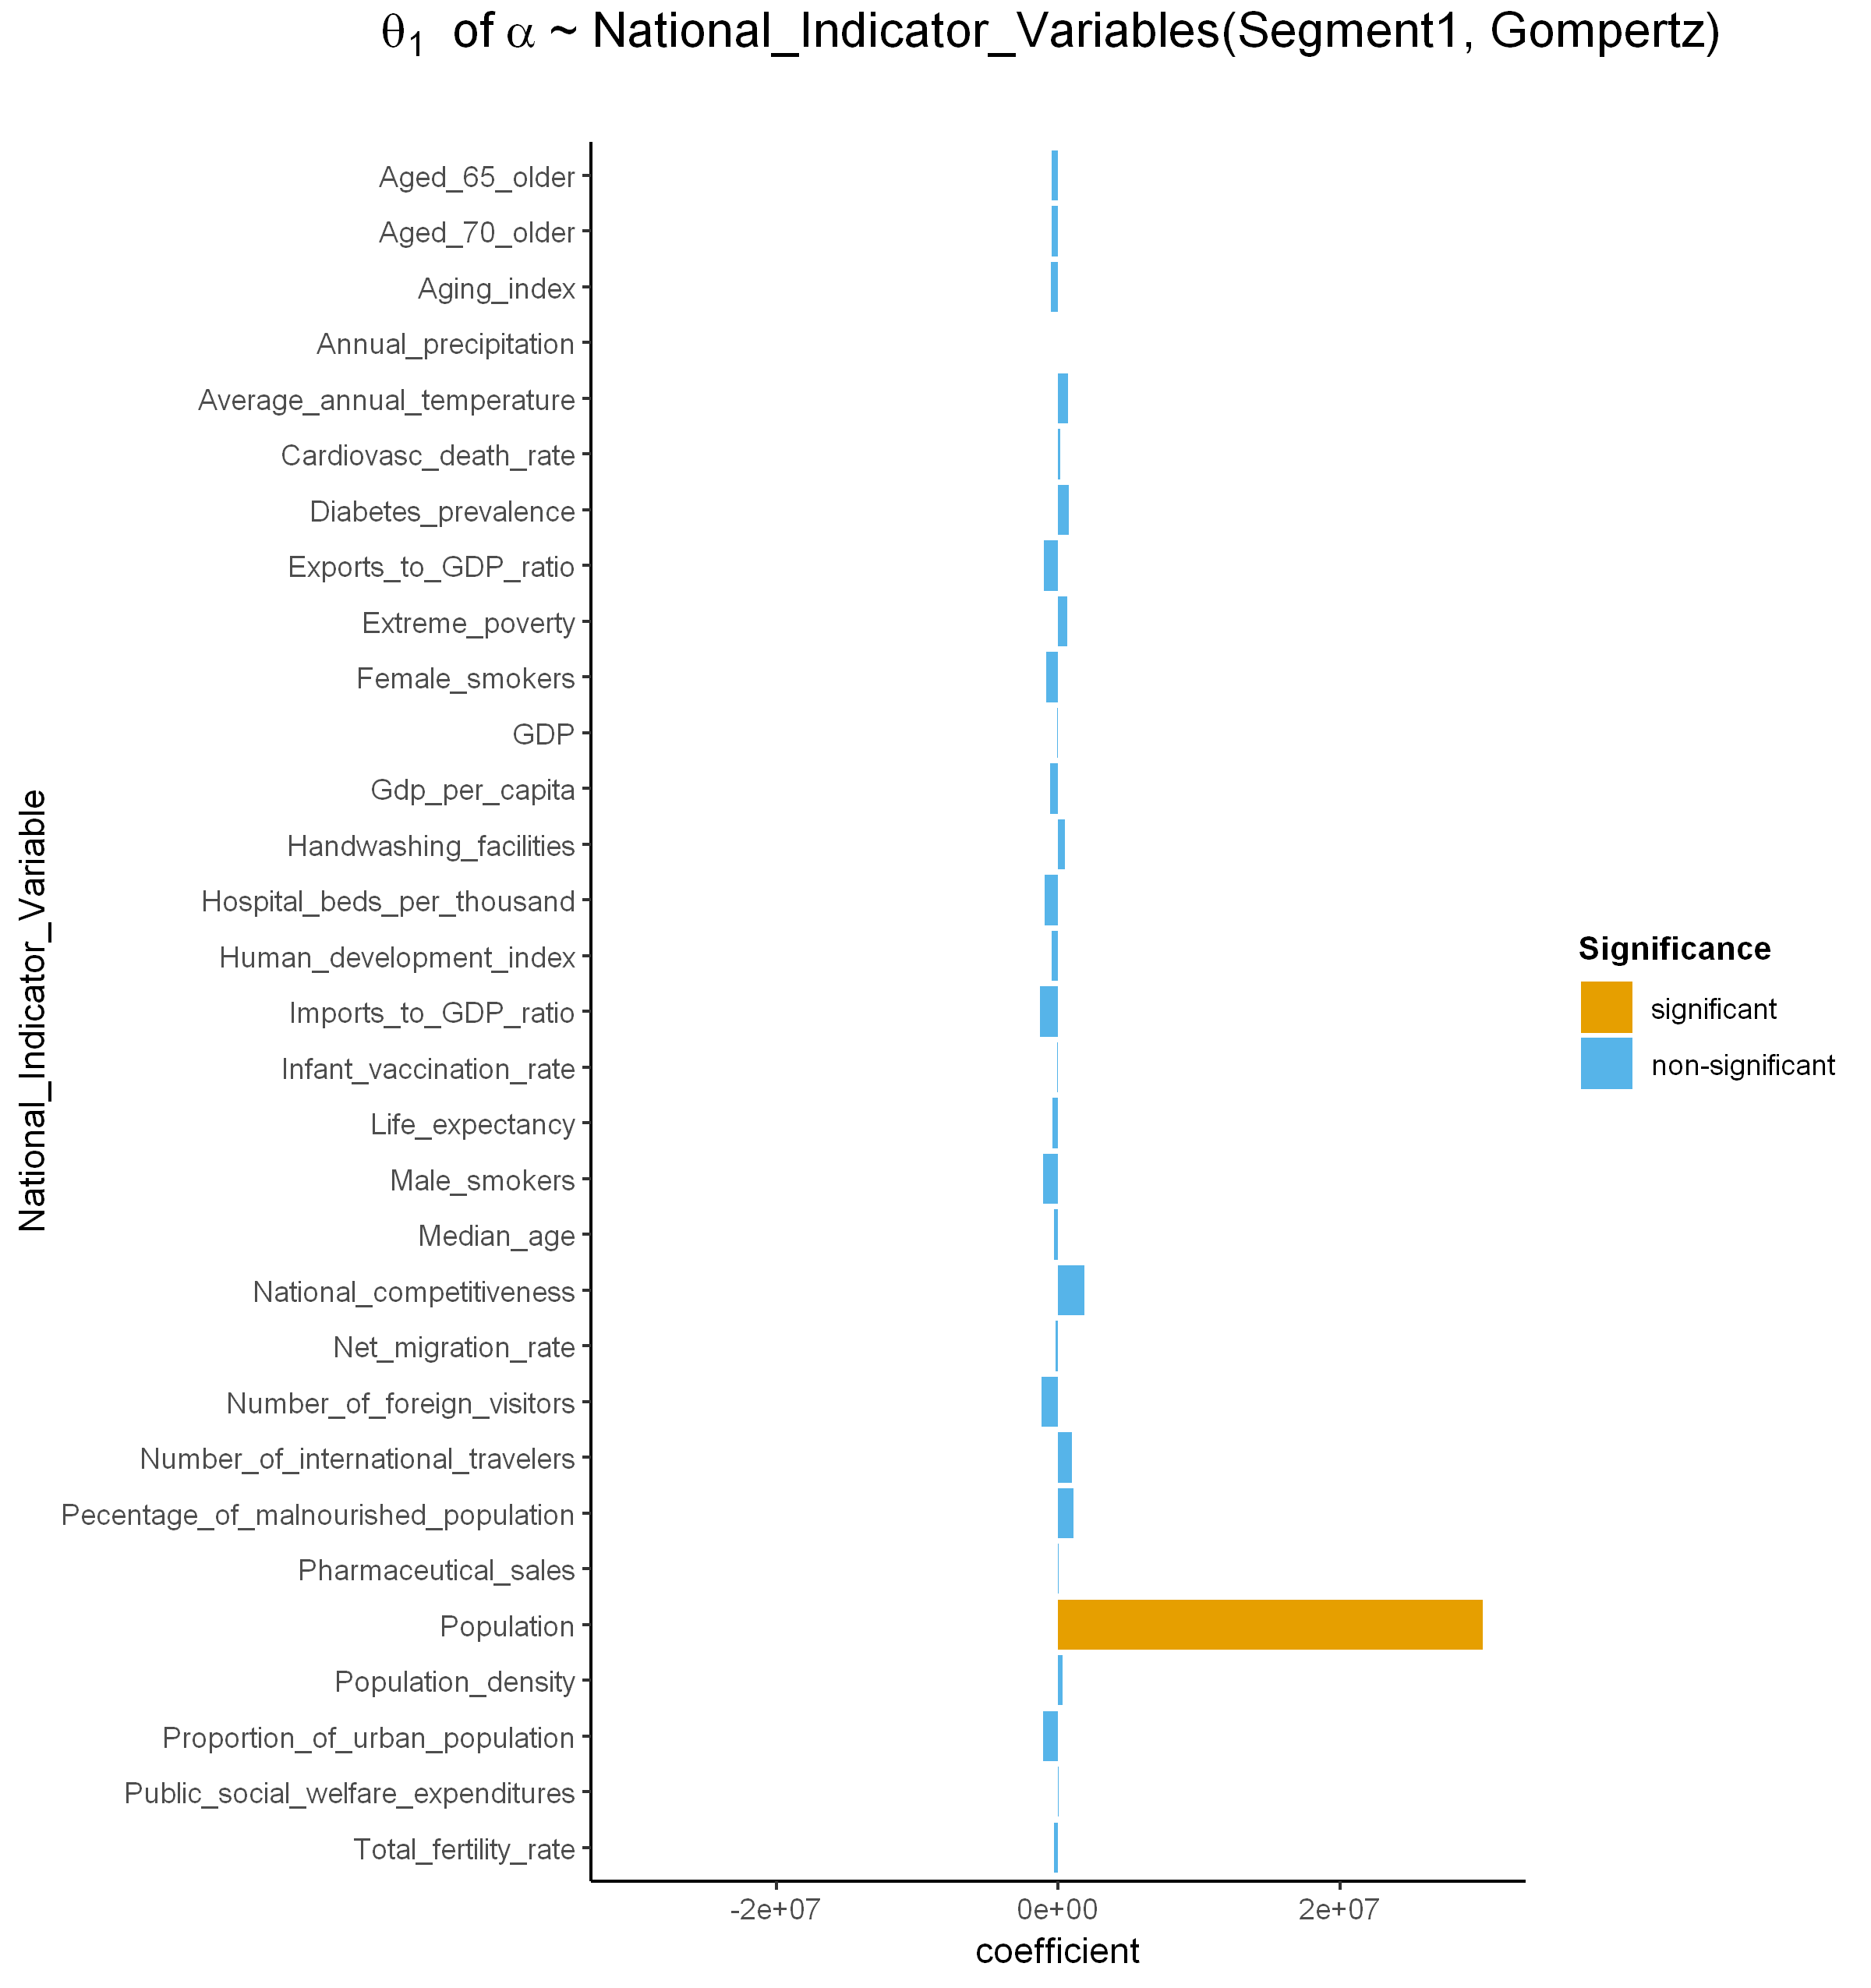 θ1 of α ~ National_Indicator_Variables(Segment1, Gompertz)
National_Indicator_Variable
Aged_65_older
Aged_70_older
Aging_index
Annual_precipitation
Average_annual_temperature
Cardiovasc_death_rate
Diabetes_prevalence
Exports_to_GDP_ratio
Extreme_poverty
Female_smokers
GDP
Gdp_per_capita
Handwashing_facilities
Hospital_beds_per_thousand
Human_development_index
Imports_to_GDP_ratio
Infant_vaccination_rate
Life_expectancy
Male_smokers
Median_age
National_competitiveness
Net_migration_rate
Number_of_foreign_visitors
Number_of_international_travelers
Pecentage_of_malnourished_population
Pharmaceutical_sales
Population
Population_density
Proportion_of_urban_population
Public_social_welfare_expenditures
Total_fertility_rate
-2e+07 0e+00 2e+07
coefficient
Significance
significant
non-significant